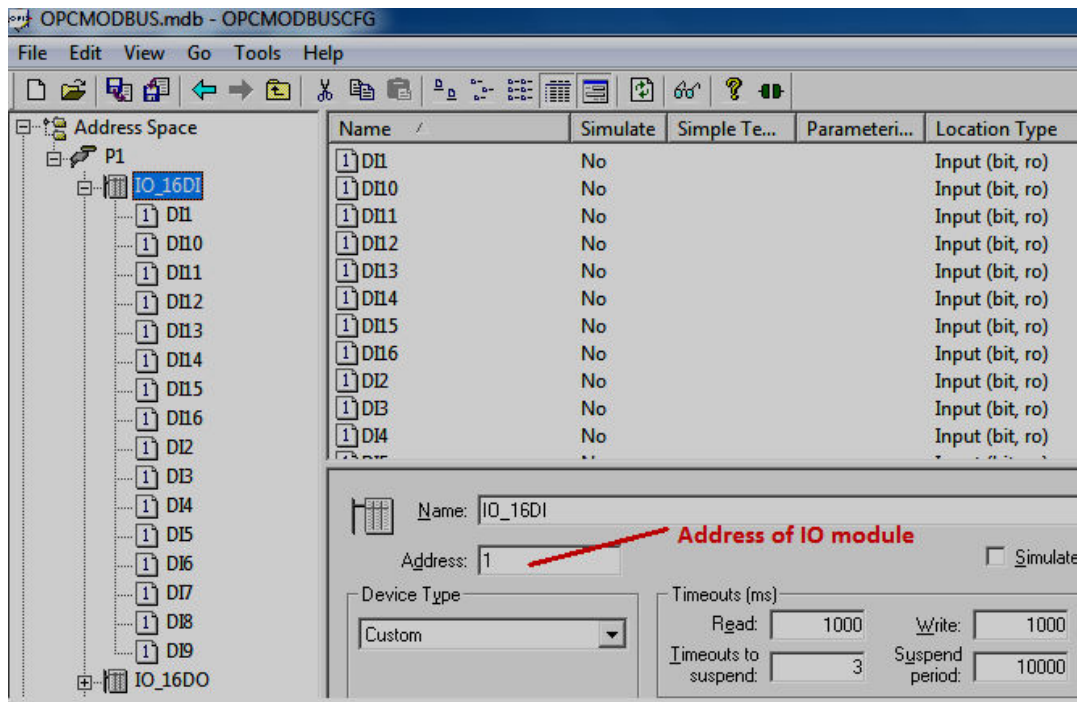 OPCMODBUS.mdb - OPCMODBUSCFG
File Edit View Go Tools Help
Address Space
P1
IO_16DI
DI1
DI10
DI11
DI12
DI13
DI14
DI15
DI16
DI2
DI3
DI4
DI5
DI6
DI7
DI8
DI9
IO_16DO
Name Simulate Simple Te... Parameteri... Location Type
DI1 No Input (bit, ro)
DI10 No Input (bit, ro)
DI11 No Input (bit, ro)
DI12 No Input (bit, ro)
DI13 No Input (bit, ro)
DI14 No Input (bit, ro)
DI15 No Input (bit, ro)
DI16 No Input (bit, ro)
DI2 No Input (bit, ro)
DI3 No Input (bit, ro)
DI4 No Input (bit, ro)
Name: IO_16DI
Address of IO module
Address: 1
Simulate
Device Type
Custom
Timeouts (ms)
Read: 1000 Write: 1000
Timeouts to suspend: 3 Suspend period: 10000